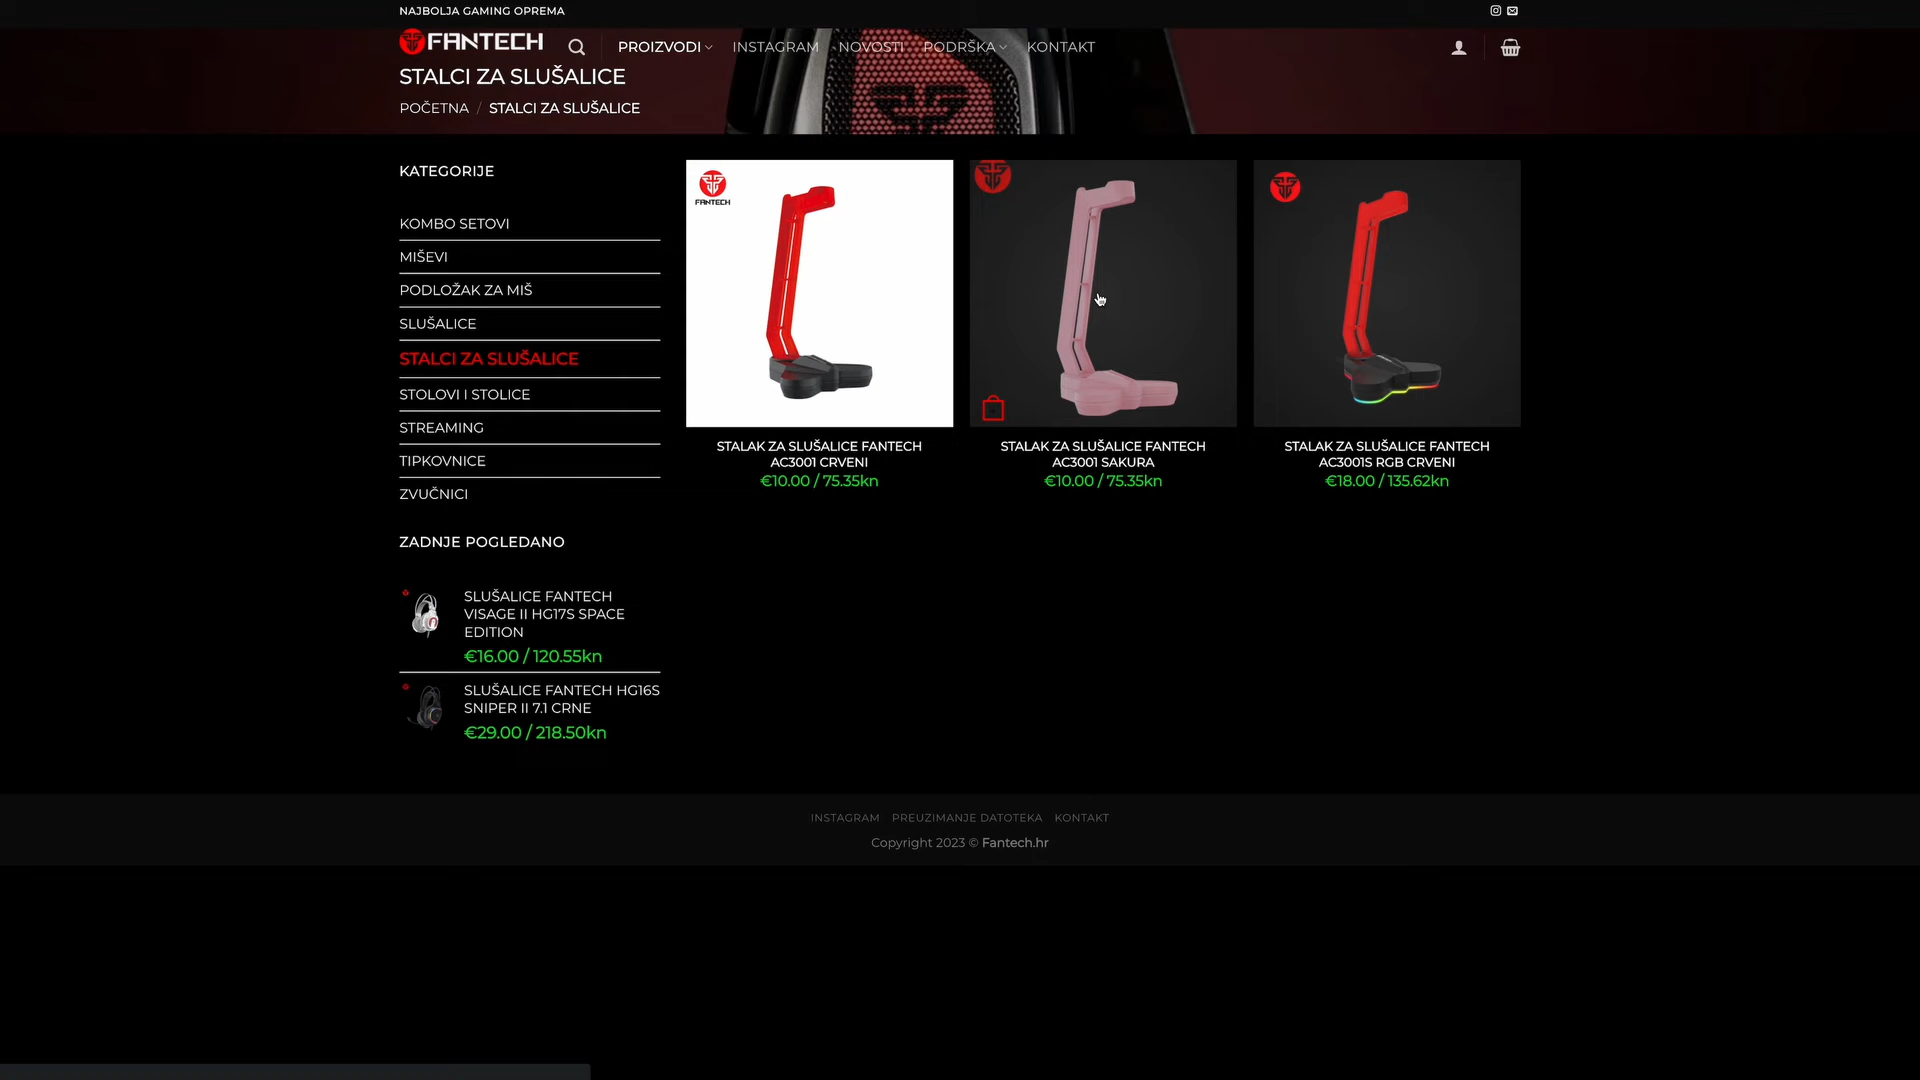 NAJBOLJA GAMING OPREMA
FANTECH
PROIZVODI
INSTAGRAM
NOVOSTI
PODRŠKA
KONTAKT
STALCI ZA SLUŠALICE
POČETNA / STALCI ZA SLUŠALICE
KATEGORIJE
KOMBO SETOVI
MIŠEVI
PODLOŽAK ZA MIŠ
SLUŠALICE
STALCI ZA SLUŠALICE
STOLOVI I STOLICE
STREAMING
TIPKOVNICE
ZVUČNICI
ZADNJE POGLEDANO
SLUŠALICE FANTECH
VISAGE II HG17S SPACE
EDITION
€16.00 / 120.55kn
SLUŠALICE FANTECH HG16S
SNIPER II 7.1 CRNE
€29.00 / 218.50kn
FANTECH
STALAK ZA SLUŠALICE FANTECH
AC3001 CRVENI
€10.00 / 75.35kn
STALAK ZA SLUŠALICE FANTECH
AC3001 SAKURA
€10.00 / 75.35kn
STALAK ZA SLUŠALICE FANTECH
AC3001S RGB CRVENI
€18.00 / 135.62kn
INSTAGRAM PREUZIMANJE DATOTEKA KONTAKT
Copyright 2023 © Fantech.hr